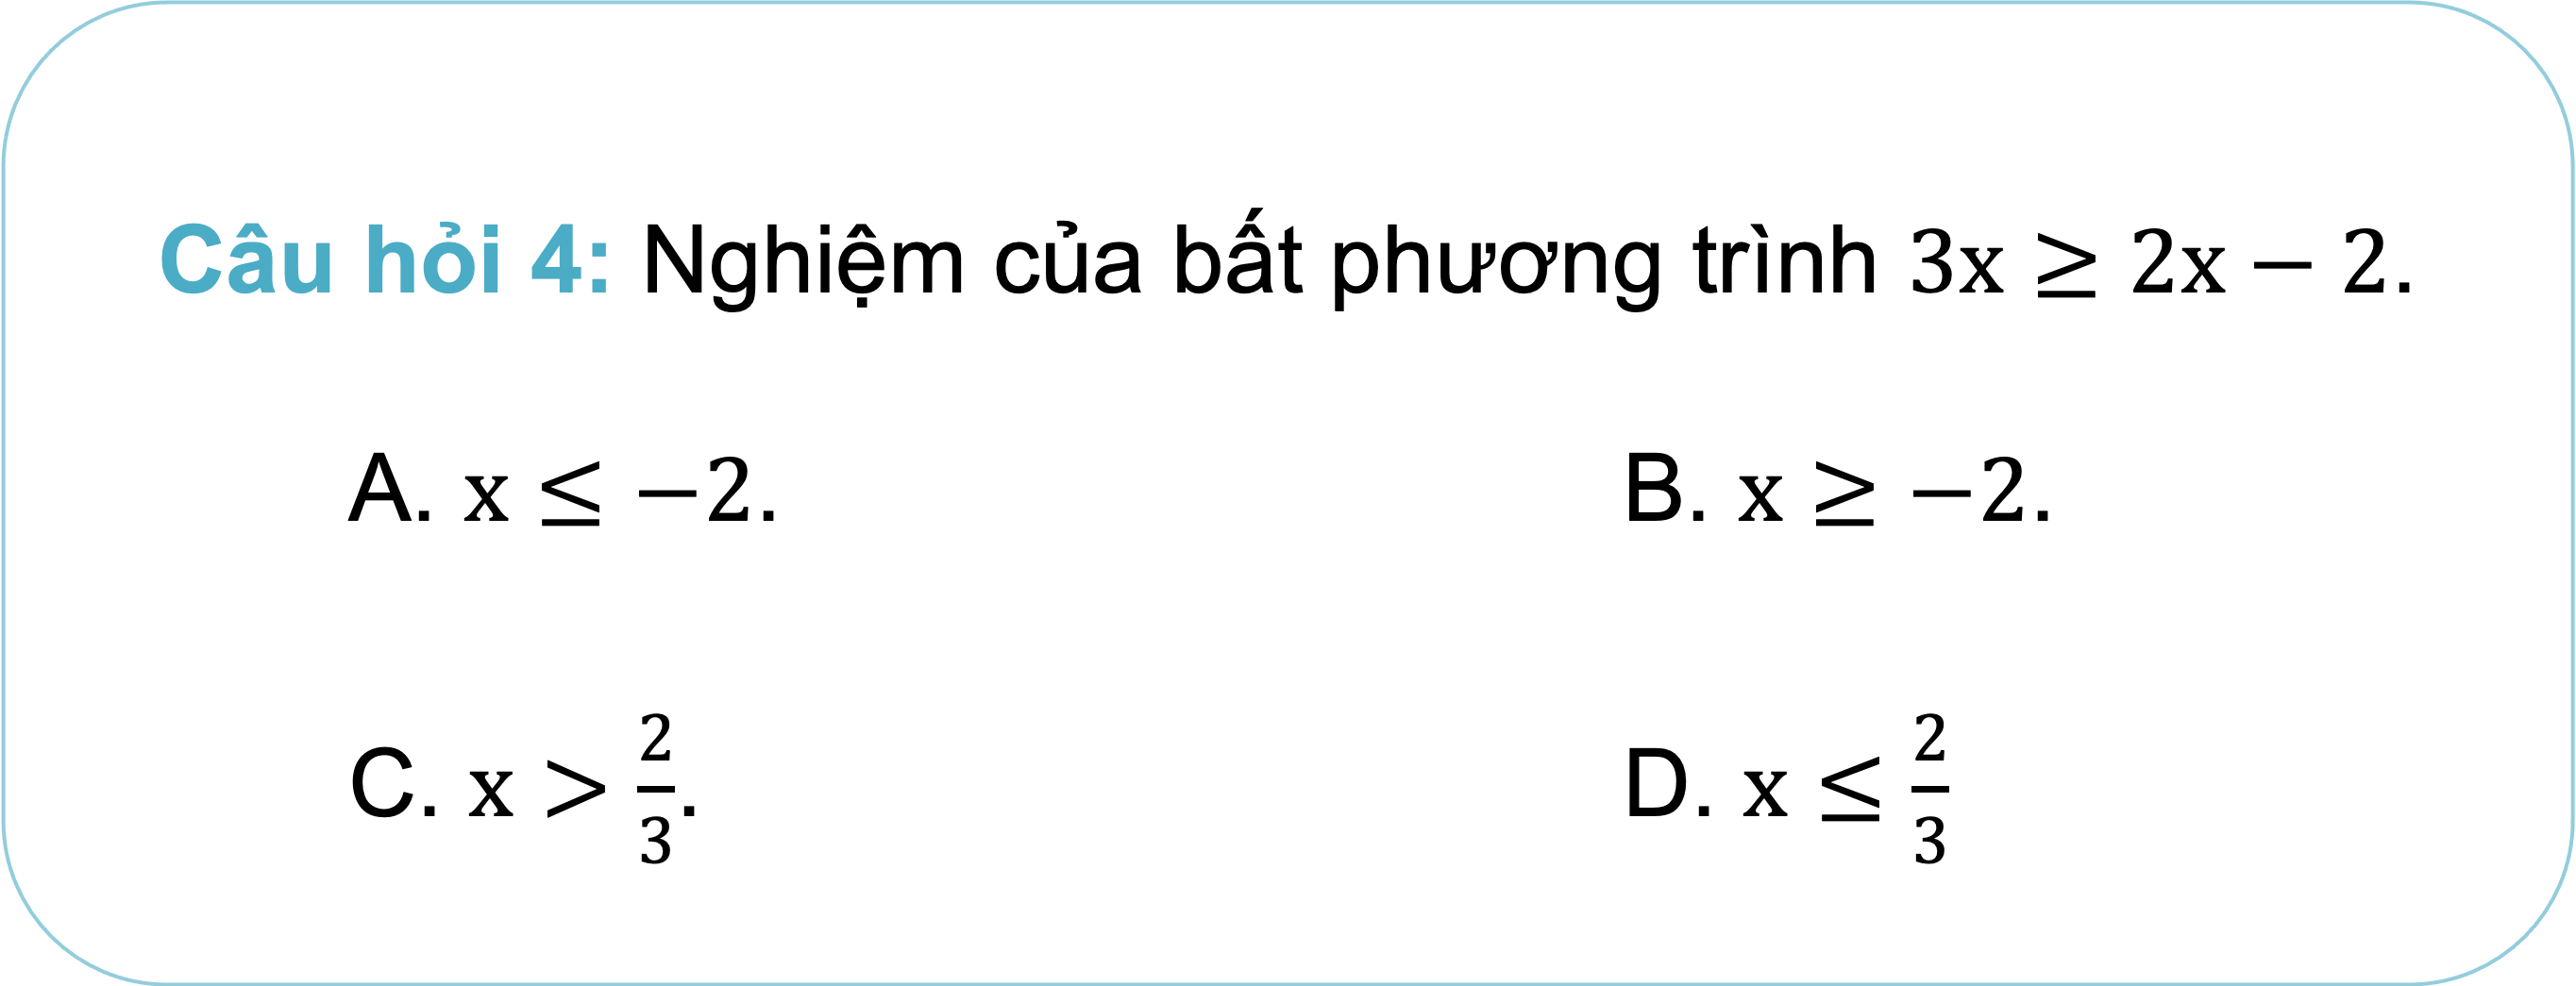 Câu hỏi 4: Nghiệm của bất phương trình 3x ≥ 2x − 2.
A. x ≤ −2.
B. x ≥ −2.
C. x > 2/3.
D. x ≤ 2/3